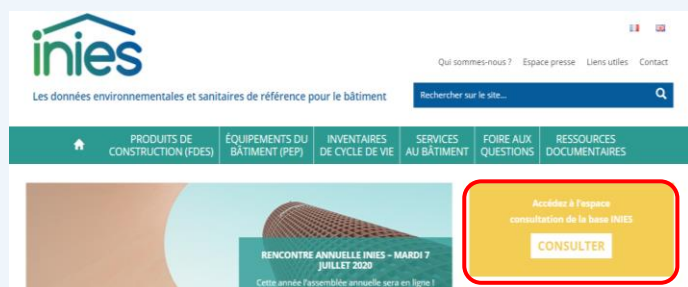 inies
Les données environnementales et sanitaires de référence pour le bâtiment
Qui sommes-nous ? Espace presse Liens utiles Contact
Rechercher sur le site...
PRODUITS DE CONSTRUCTION (FDES)
ÉQUIPEMENTS DU BÂTIMENT (PEP)
INVENTAIRES DE CYCLE DE VIE
SERVICES AU BÂTIMENT
FOIRE AUX QUESTIONS
RESSOURCES DOCUMENTAIRES
RENCONTRE ANNUELLE INIES – MARDI 7
JUILLET 2020
Cette année l'assemblée annuelle sera en ligne !
Accédez à l'espace
consultation de la base INIES
CONSULTER